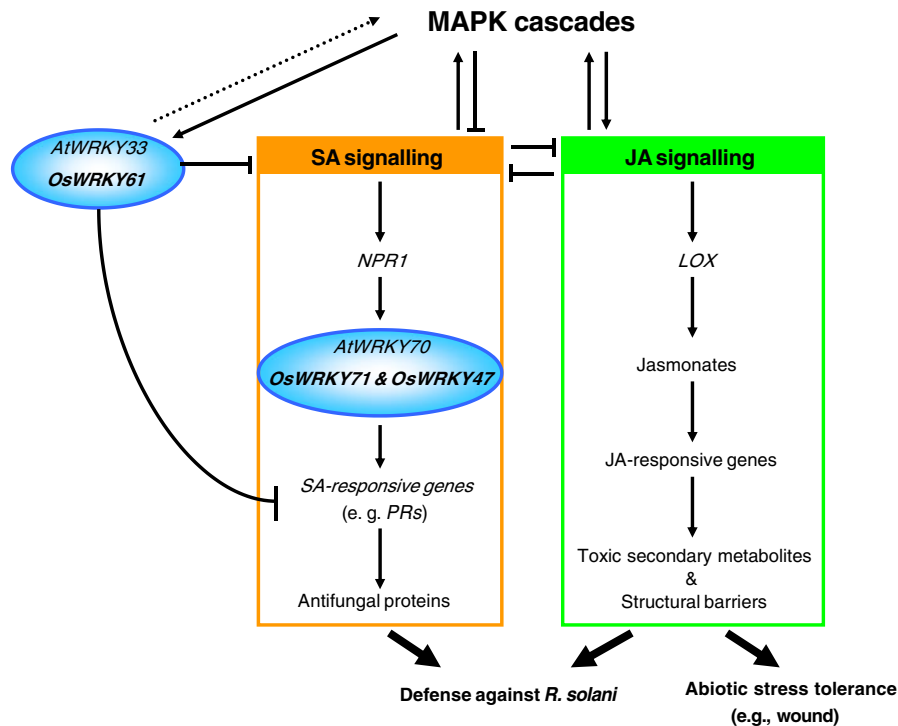 MAPK cascades
AtWRKY33
OsWRKY61
SA signalling
JA signalling
NPR1
LOX
AtWRKY70
OsWRKY71 & OsWRKY47
Jasmonates
JA-responsive genes
SA-responsive genes
(e. g. PRs)
Toxic secondary metabolites
&
Structural barriers
Antifungal proteins
Defense against R. solani
Abiotic stress tolerance
(e.g., wound)